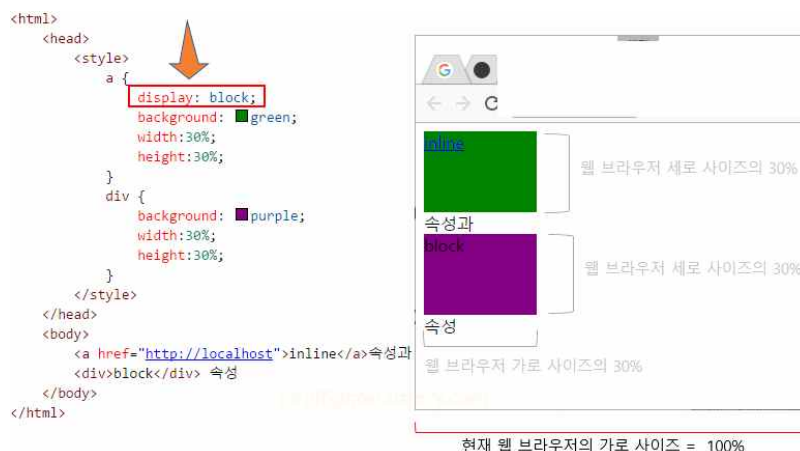 <html>
<head>
<style>
a {
display: block;
background: green;
width:30%;
height:30%;
}
div {
background: purple;
width:30%;
height:30%;
}
</style>
</head>
<body>
<a href="http://localhost">inline</a>속성과
<div>block</div> 속성
</body>
</html>
inline
웹 브라우저 세로 사이즈의 30%
속성과
block
웹 브라우저 세로 사이즈의 30%
속성
웹 브라우저 가로 사이즈의 30%
현재 웹 브라우저의 가로 사이즈 = 100%